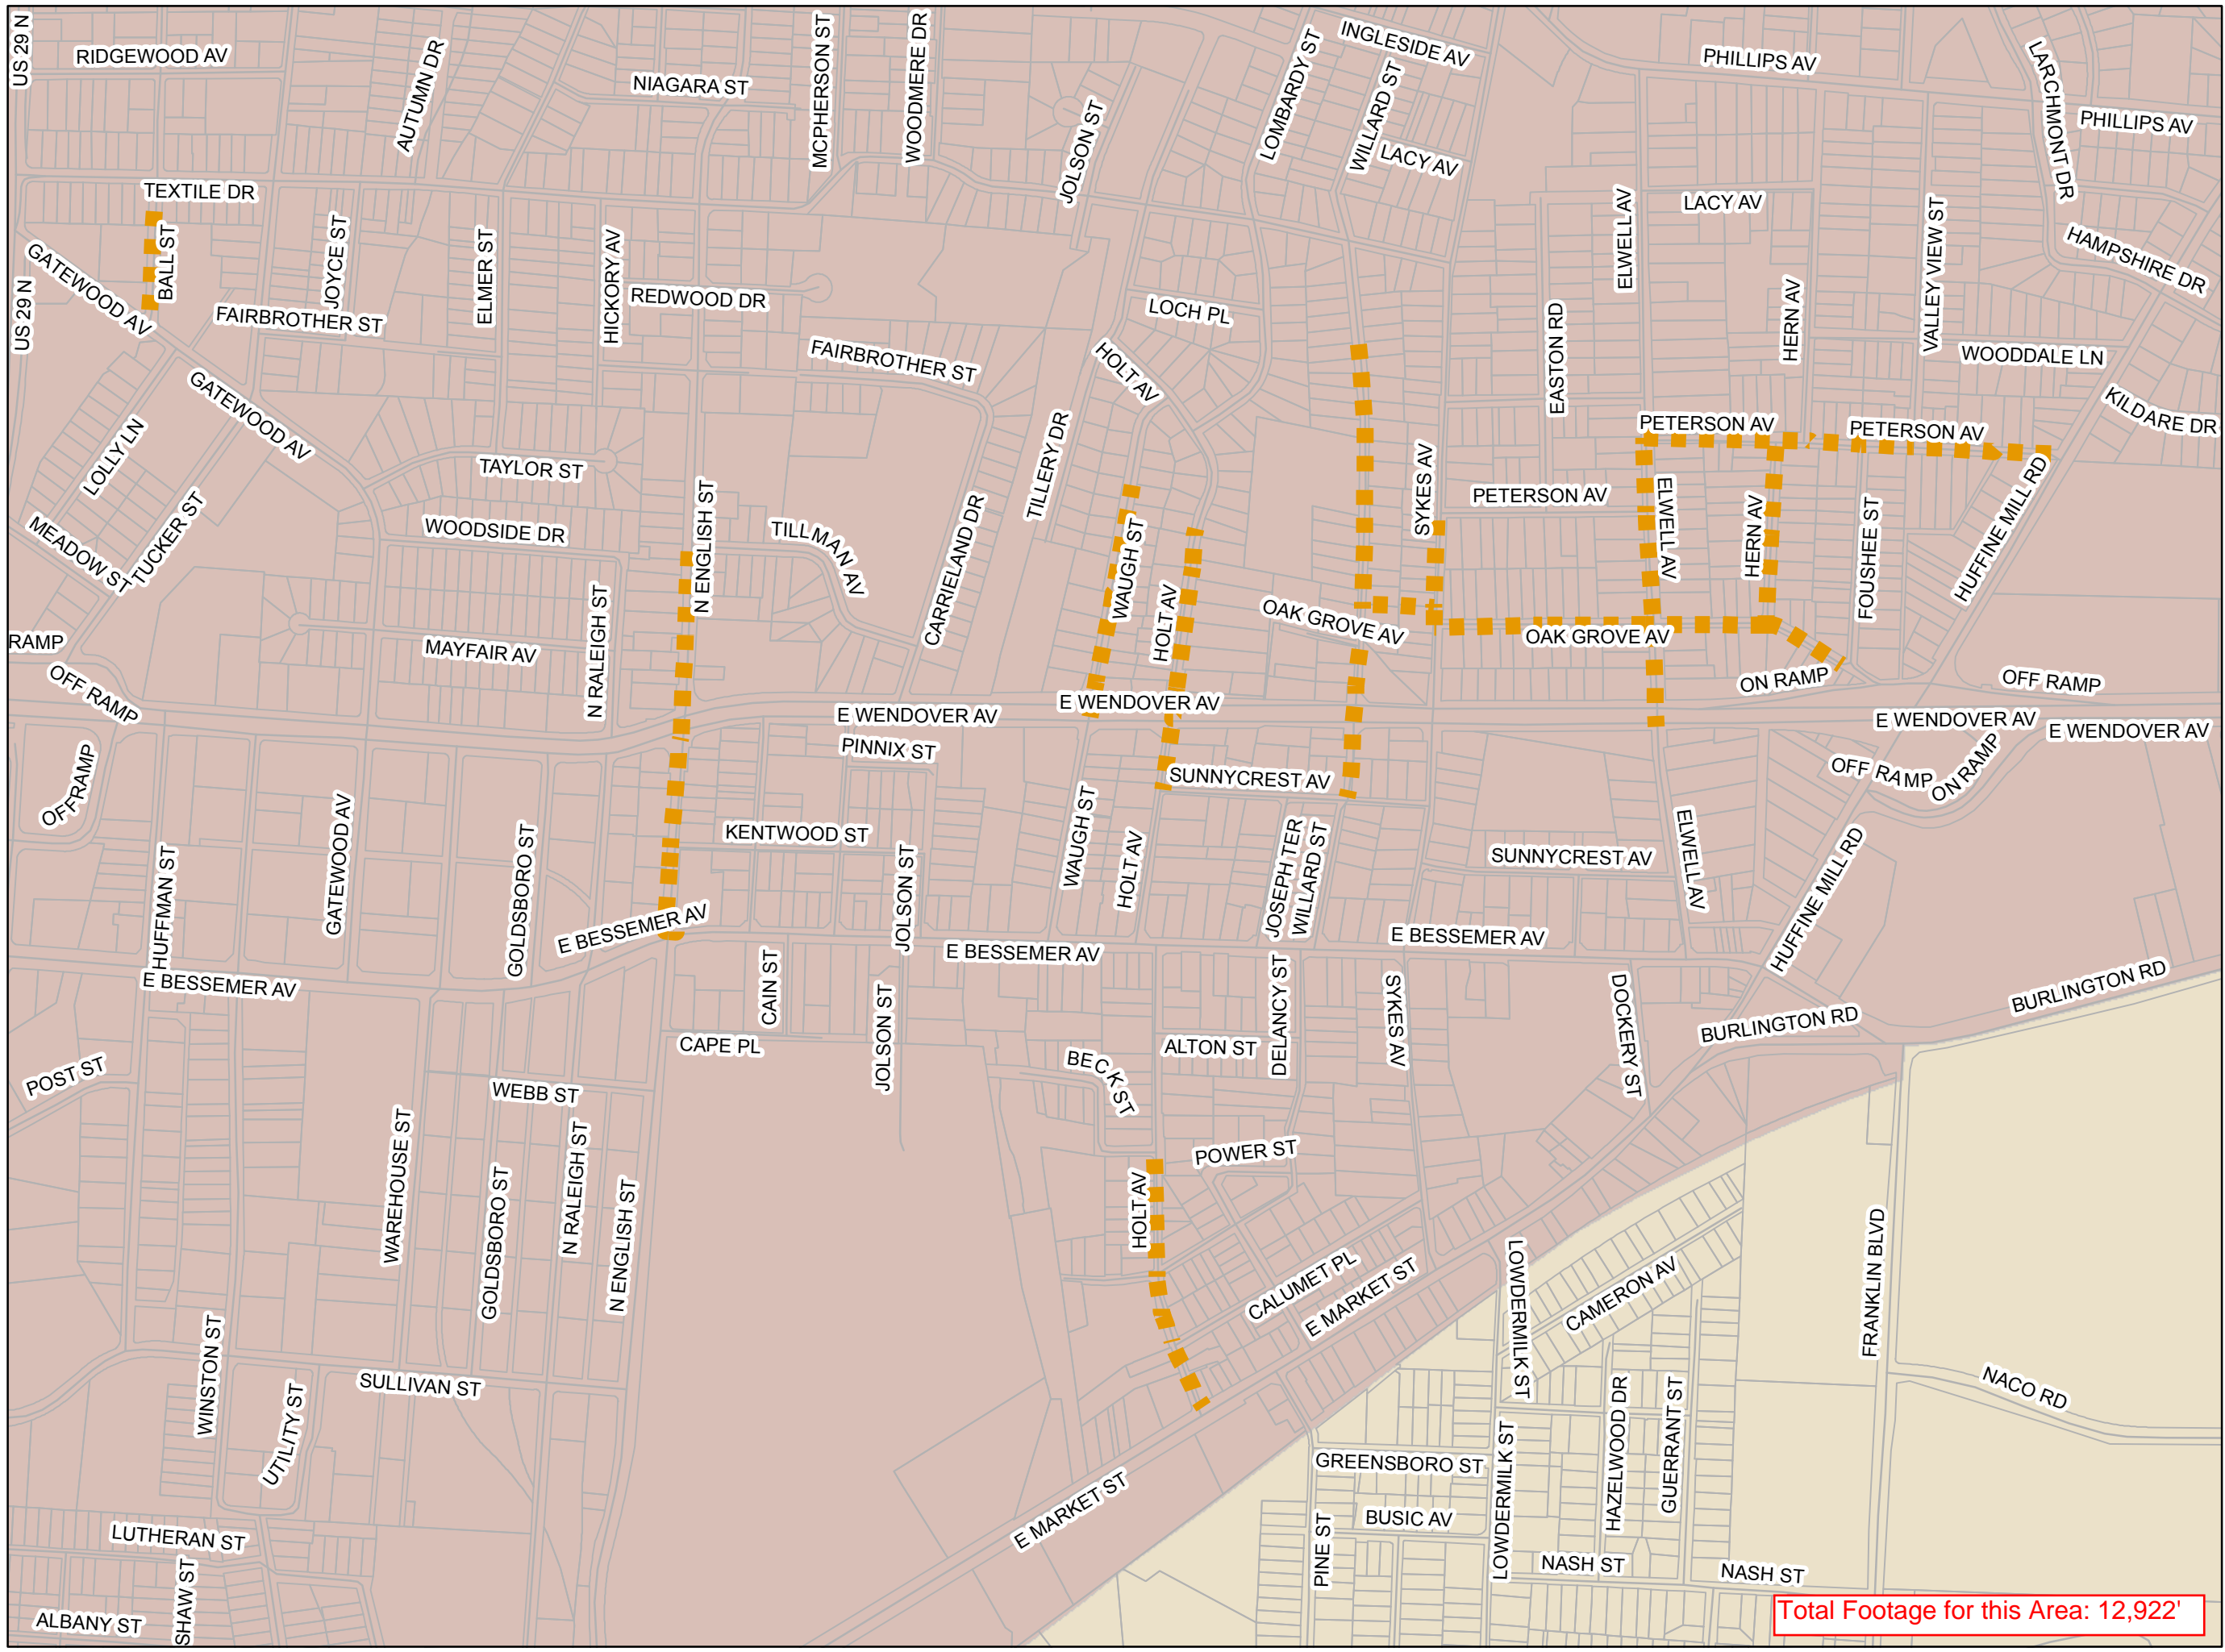 US 29 N
RIDGEWOOD AV
AUTUMN DR
NIAGARA ST
MCPHERSON ST
WOODMERE DR
JOLSON ST
LOMBARDY ST
INGLESIDE AV
WILLARD ST
LACY AV
PHILLIPS AV
LARCHMONT DR
PHILLIPS AV
TEXTILE DR
BALL ST
GATEWOOD AV
US 29 N
JOYCE ST
FAIRBROTHER ST
ELMER ST
HICKORY AV
REDWOOD DR
FAIRBROTHER ST
LOCH PL
HOLT AV
ELWELL AV
LACY AV
HERN AV
VALLEY VIEW ST
HAMPSHIRE DR
EASTON RD
WOODDALE LN
KILDARE DR
GATEWOOD AV
LOLLY LN
TUCKER ST
MEADOW ST
TAYLOR ST
WOODSIDE DR
N ENGLISH ST
TILLMAN AV
CARRIELAND DR
TILLERY DR
WAUGH ST
HOLT AV
SYKES AV
PETERSON AV
PETERSON AV
PETERSON AV
ELWELL AV
HERN AV
FOUSHEE ST
HUFFINE MILL RD
RAMP
OFF RAMP
MAYFAIR AV
N RALEIGH ST
OAK GROVE AV
OAK GROVE AV
ON RAMP
OFF RAMP
E WENDOVER AV
E WENDOVER AV
E WENDOVER AV
E WENDOVER AV
OFF RAMP
PINNIX ST
SUNNYCREST AV
OFF RAMP
ON RAMP
HUFFMAN ST
GATEWOOD AV
GOLDSBORO ST
KENTWOOD ST
JOLSON ST
WAUGH ST
HOLT AV
JOSEPH TER
WILLARD ST
SUNNYCREST AV
ELWELL AV
HUFFINE MILL RD
E BESSEMER AV
E BESSEMER AV
E BESSEMER AV
E BESSEMER AV
CAIN ST
JOLSON ST
DELANCY ST
SYKES AV
DOCKERY ST
BURLINGTON RD
BURLINGTON RD
POST ST
CAPE PL
ALTON ST
BECK ST
WEBB ST
WAREHOUSE ST
GOLDSBORO ST
N RALEIGH ST
N ENGLISH ST
POWER ST
HOLT AV
CALUMET PL
E MARKET ST
LOWDERMILK ST
CAMERON AV
FRANKLIN BLVD
WINSTON ST
UTILITY ST
SULLIVAN ST
HAZELWOOD DR
GUERRANT ST
NACO RD
GREENSBORO ST
LOWDERMILK ST
E MARKET ST
BUSIC AV
PINE ST
NASH ST
NASH ST
LUTHERAN ST
SHAW ST
ALBANY ST
Total Footage for this Area: 12,922'